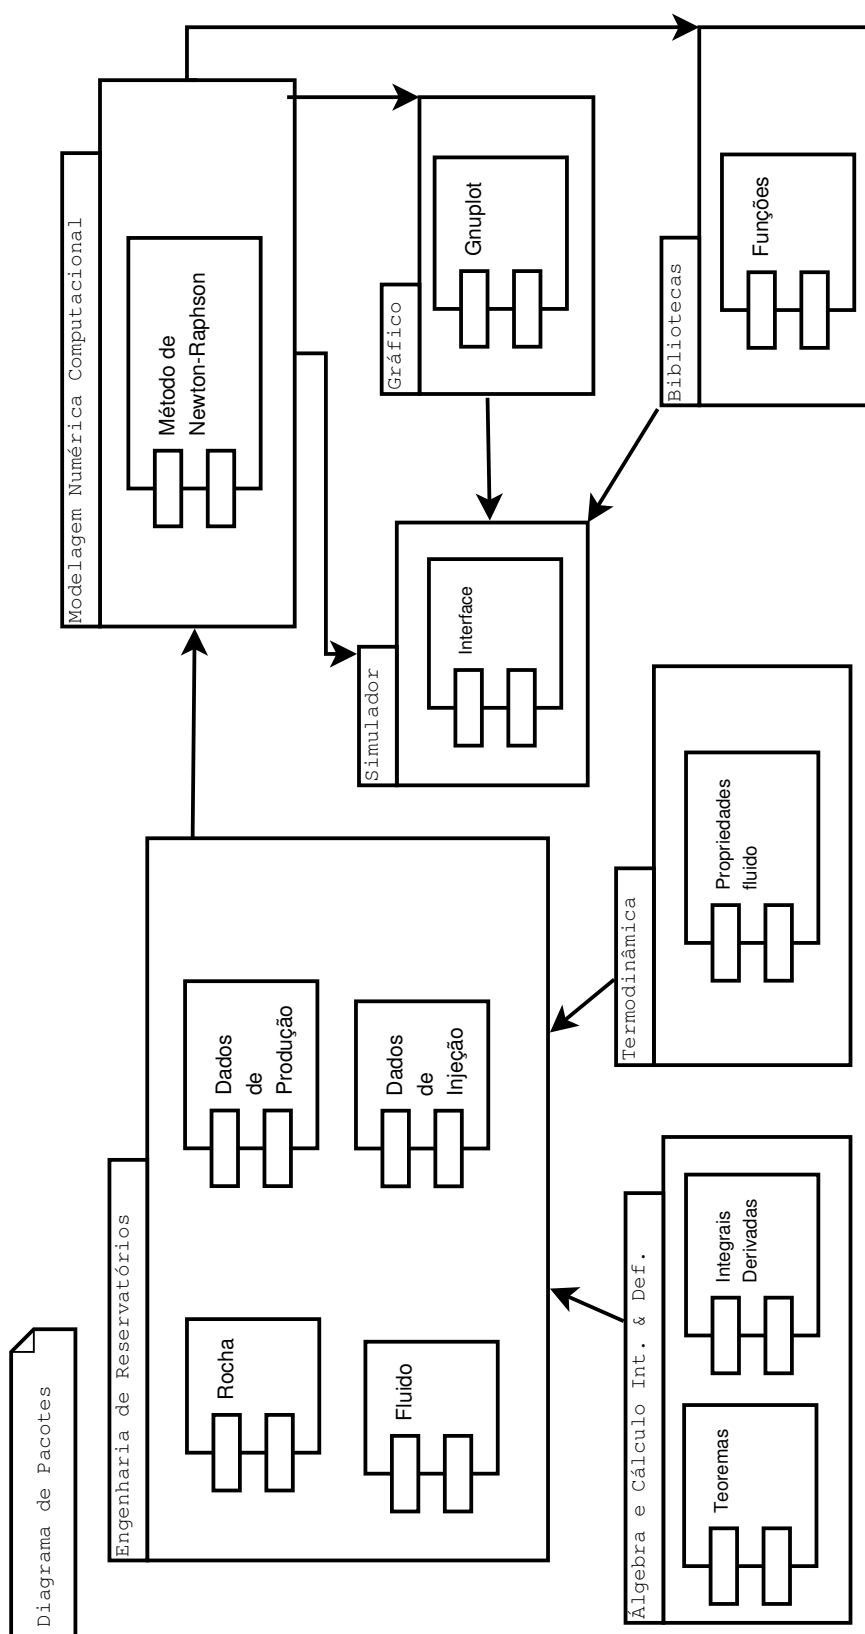 Diagrama de Pacotes
Engenharia de Reservatórios
Rocha
Fluido
Dados
de
Produção
Dados
de
Injeção
Álgebra e Cálculo Int. & Def.
Teoremas
Integrais
Derivadas
Termodinâmica
Propriedades
fluido
Modelagem Numérica Computacional
Método de
Newton-Raphson
Simulador
Interface
Gráfico
Gnuplot
Bibliotecas
Funções